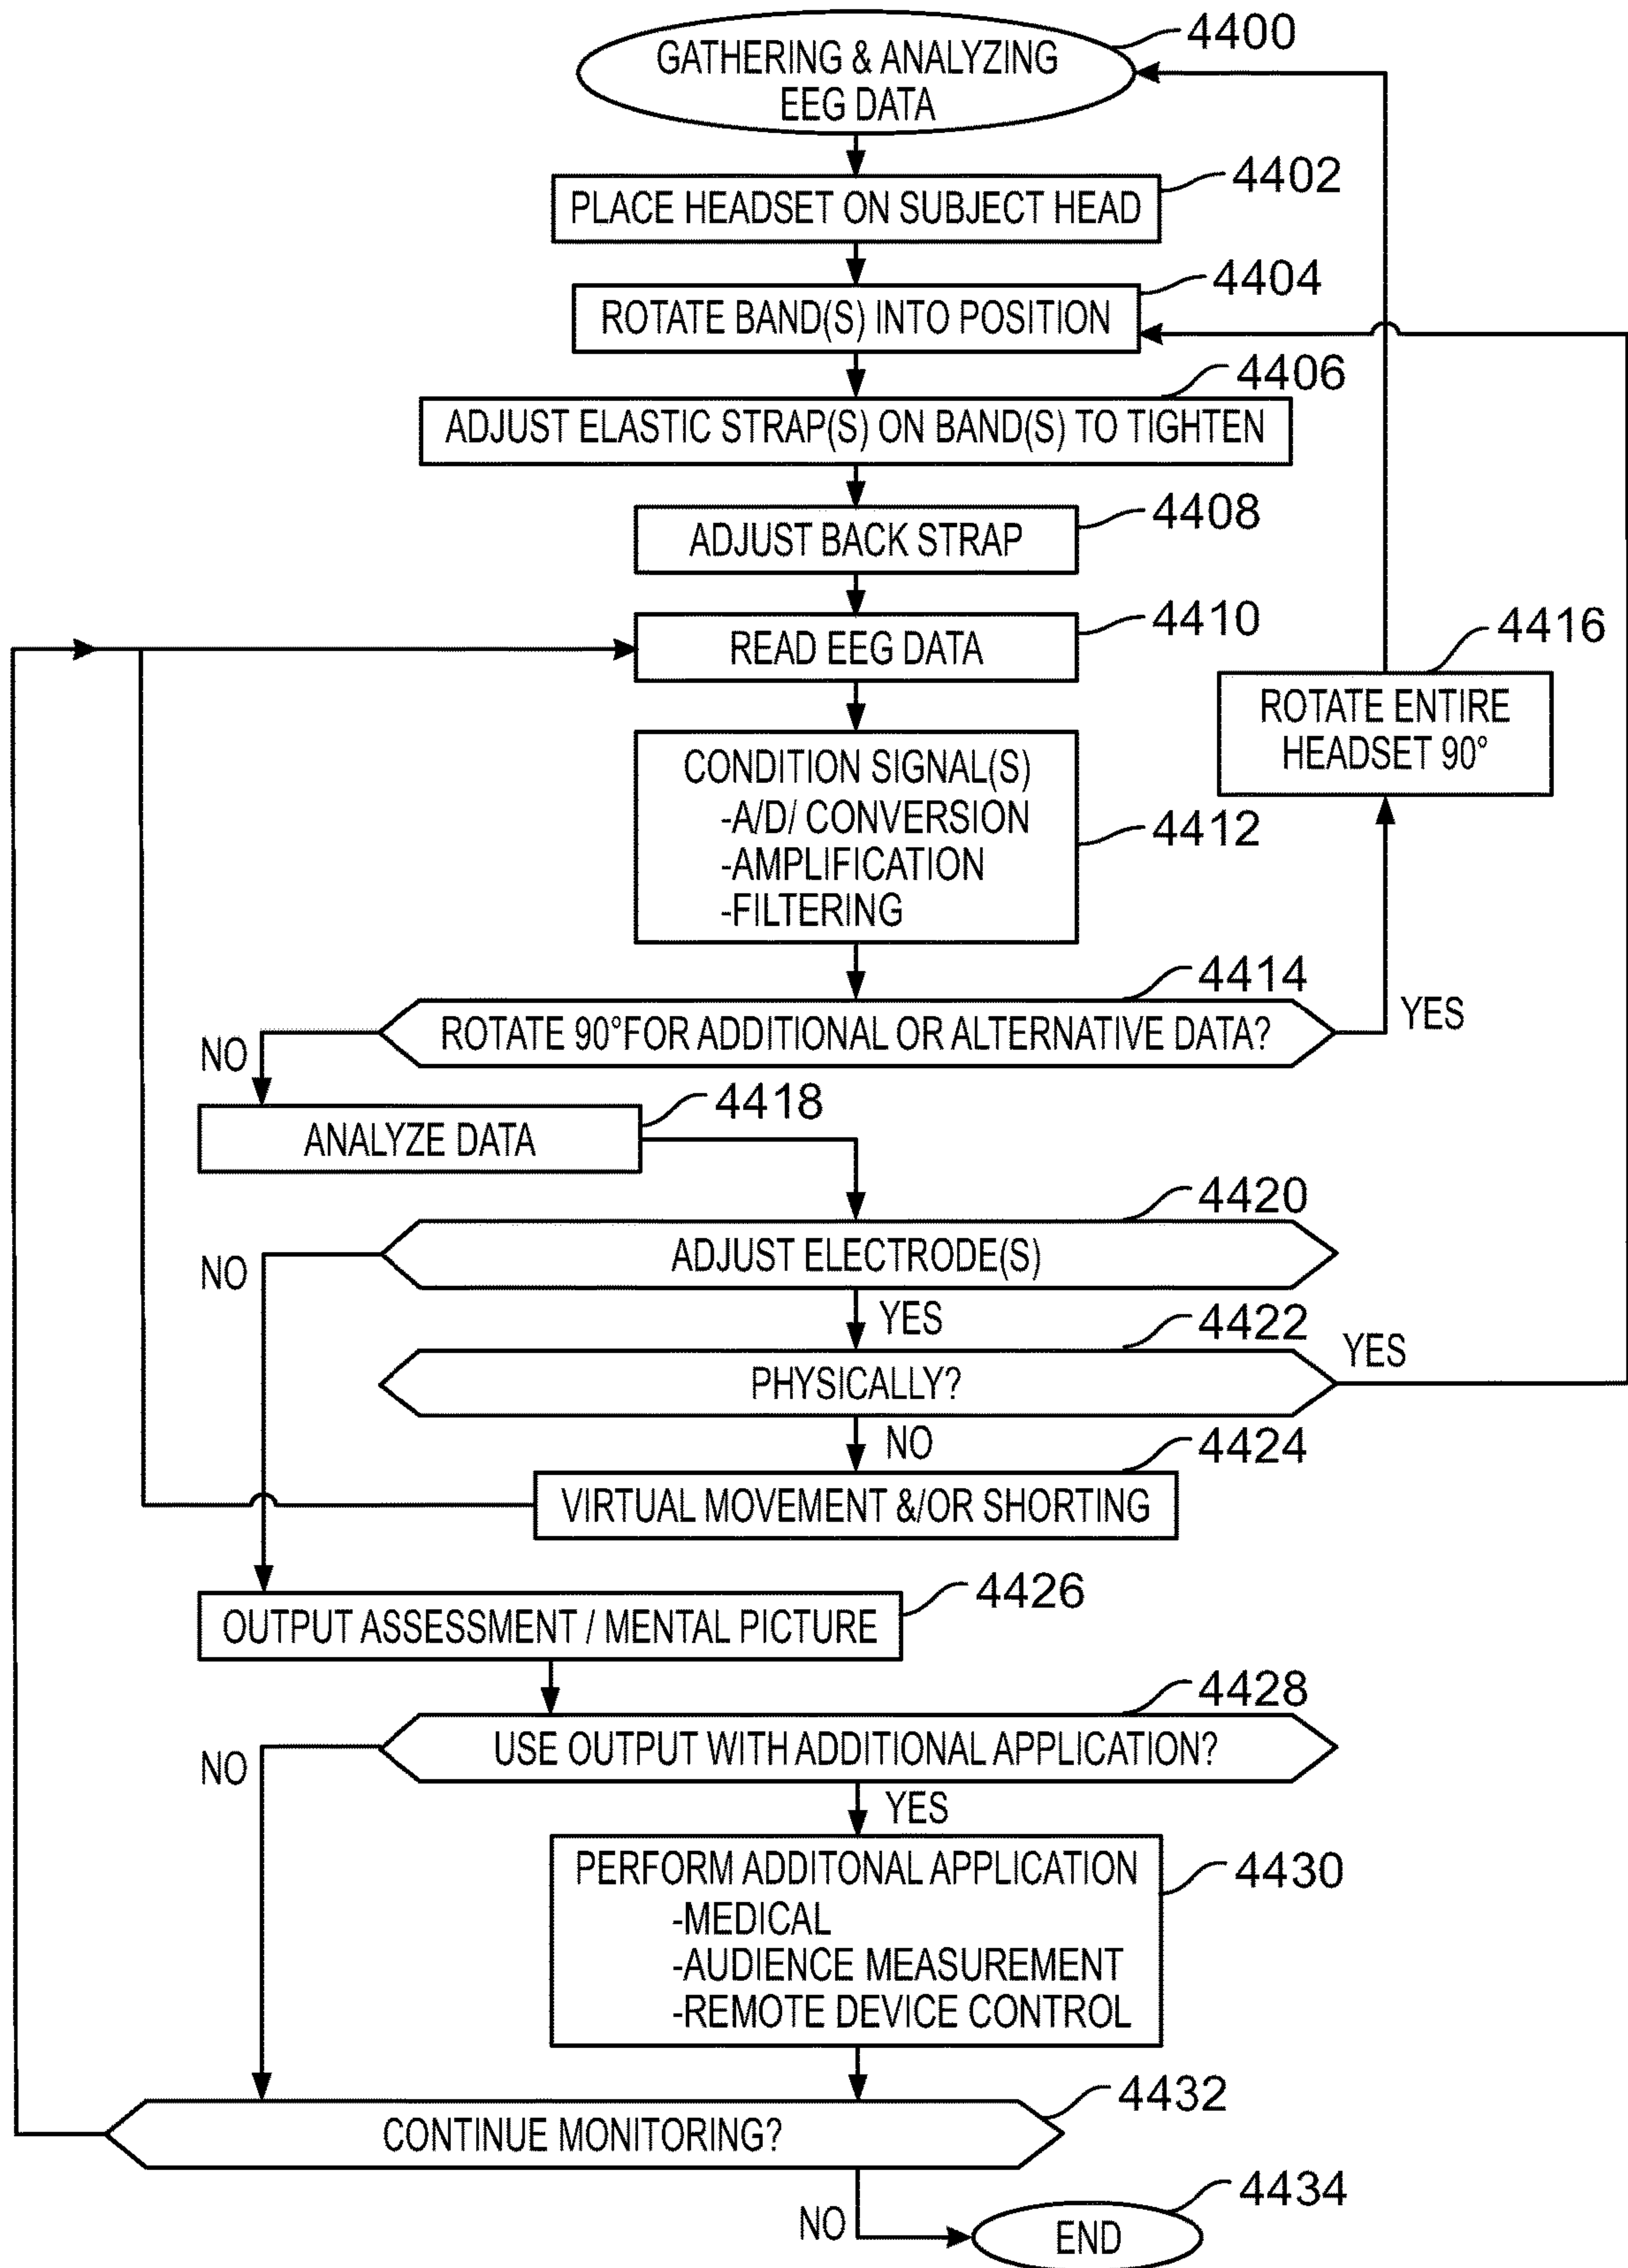 GATHERING & ANALYZING
EEG DATA
4400
PLACE HEADSET ON SUBJECT HEAD
4402
ROTATE BAND(S) INTO POSITION
4404
ADJUST ELASTIC STRAP(S) ON BAND(S) TO TIGHTEN
4406
ADJUST BACK STRAP
4408
READ EEG DATA
4410
ROTATE ENTIRE
HEADSET 90°
4416
CONDITION SIGNAL(S)
-A/D/ CONVERSION
-AMPLIFICATION
-FILTERING
4412
ROTATE 90°FOR ADDITIONAL OR ALTERNATIVE DATA?
4414
YES
NO
ANALYZE DATA
4418
ADJUST ELECTRODE(S)
4420
NO
YES
PHYSICALLY?
4422
YES
NO
VIRTUAL MOVEMENT &/OR SHORTING
4424
OUTPUT ASSESSMENT / MENTAL PICTURE
4426
USE OUTPUT WITH ADDITIONAL APPLICATION?
4428
NO
YES
PERFORM ADDITONAL APPLICATION
-MEDICAL
-AUDIENCE MEASUREMENT
-REMOTE DEVICE CONTROL
4430
CONTINUE MONITORING?
4432
NO
END
4434